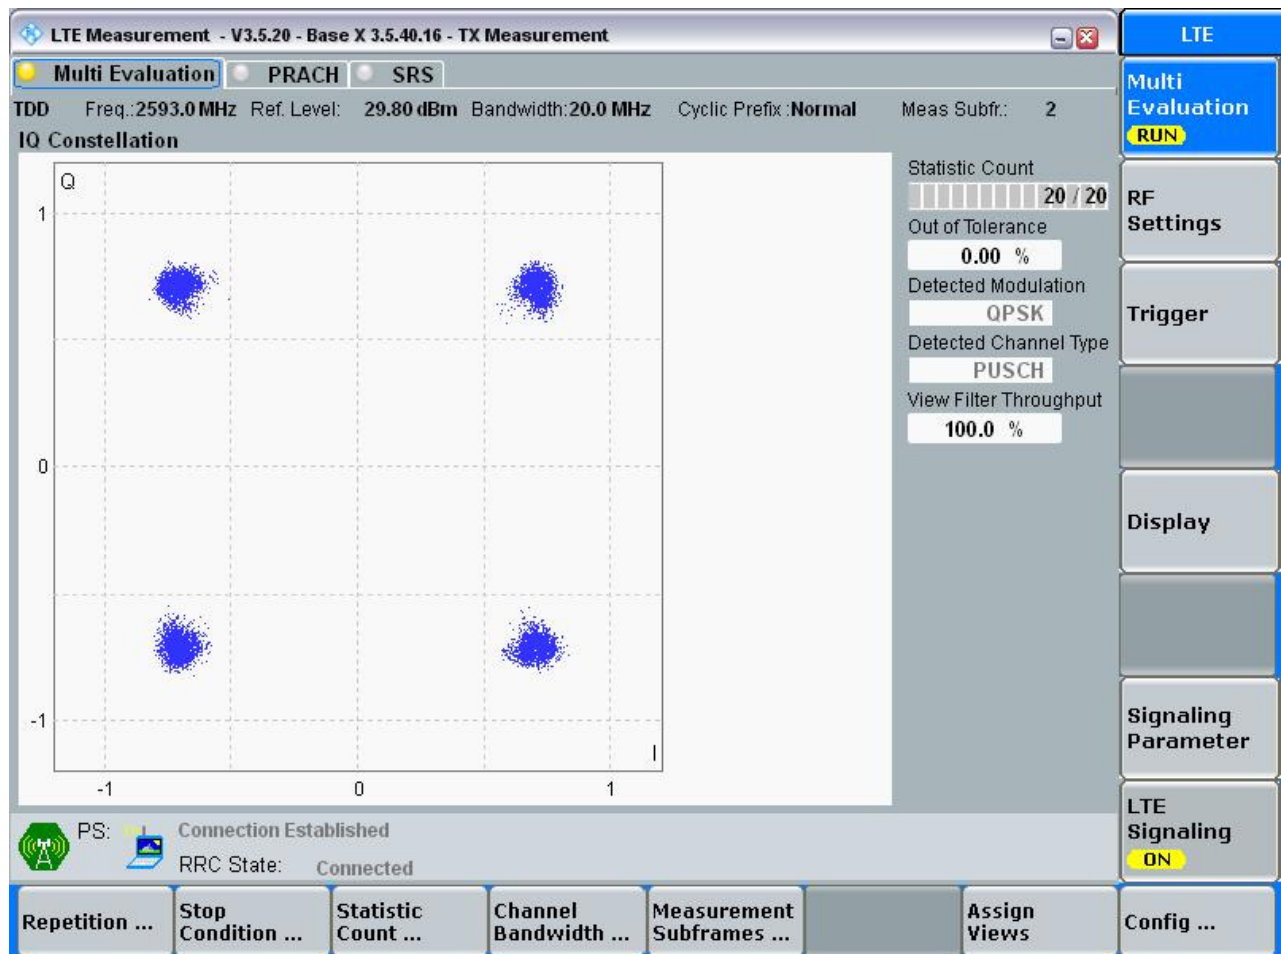 LTE Measurement - V3.5.20 - Base X 3.5.40.16 - TX Measurement
LTE
Multi Evaluation PRACH SRS
Multi
Evaluation
RUN
TDD Freq.:2593.0 MHz Ref. Level: 29.80 dBm Bandwidth:20.0 MHz Cyclic Prefix :Normal Meas Subfr.: 2
IQ Constellation
Q
1
0
-1
-1 0 1
I
Statistic Count
20 / 20
Out of Tolerance
0.00 %
Detected Modulation
QPSK
Detected Channel Type
PUSCH
View Filter Throughput
100.0 %
RF
Settings
Trigger
Display
Signaling
Parameter
LTE
Signaling
ON
PS: Connection Established
RRC State: Connected
Repetition ...
Stop
Condition ...
Statistic
Count ...
Channel
Bandwidth ...
Measurement
Subframes ...
Assign
Views
Config ...